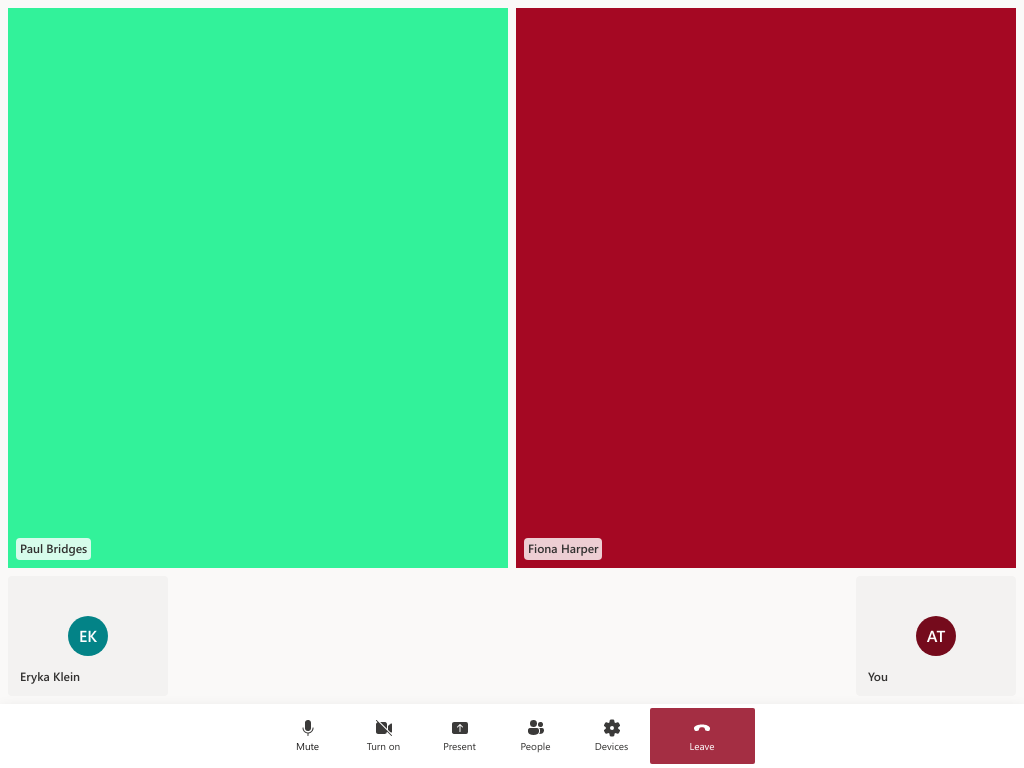 Paul Bridges
Fiona Harper
EK
Eryka Klein
AT
You
Mute
Turn on
Present
People
Devices
Leave